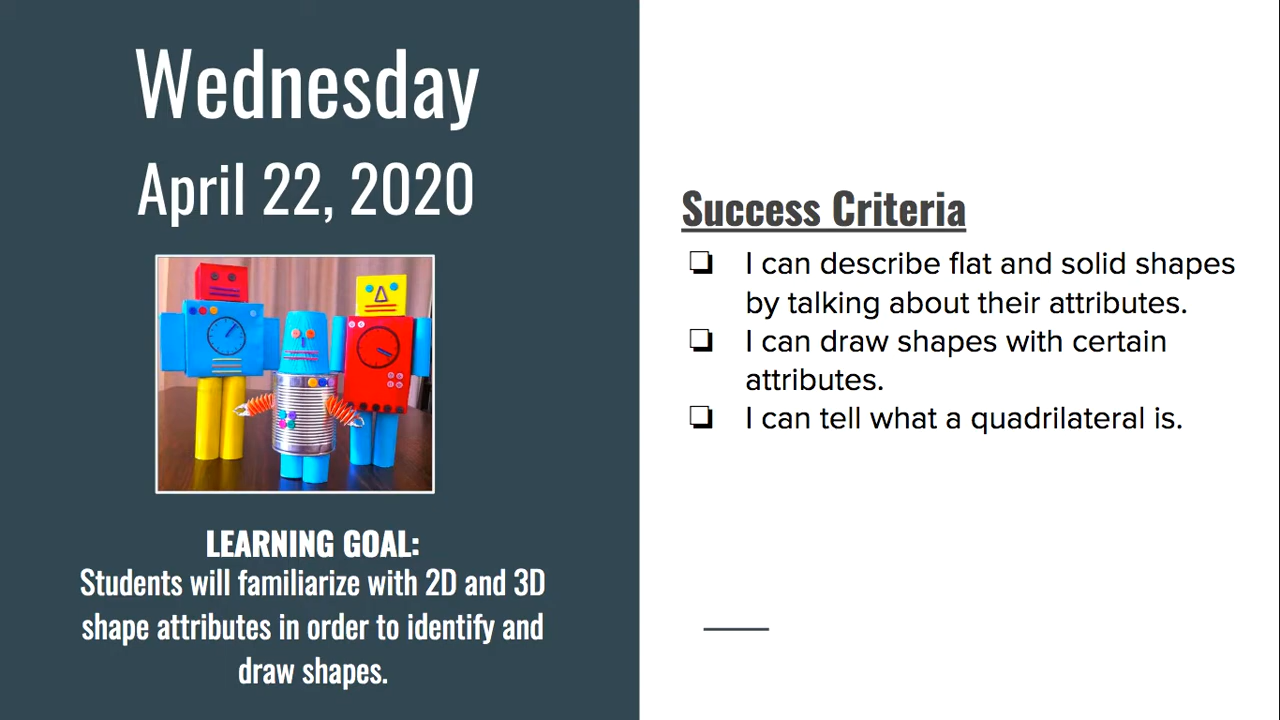 Wednesday
April 22, 2020
LEARNING GOAL:
Students will familiarize with 2D and 3D
shape attributes in order to identify and
draw shapes.
Success Criteria
❏ I can describe flat and solid shapes
by talking about their attributes.
❏ I can draw shapes with certain
attributes.
❏ I can tell what a quadrilateral is.